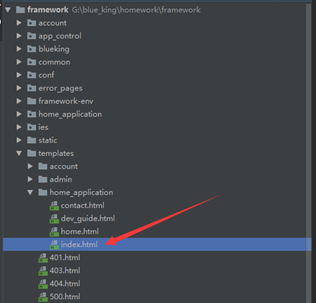 framework G:\blue_king\homework\framework
account
app_control
blueking
common
conf
error_pages
framework-env
home_application
ies
static
templates
account
admin
home_application
contact.html
dev_guide.html
home.html
index.html
401.html
403.html
404.html
500.html